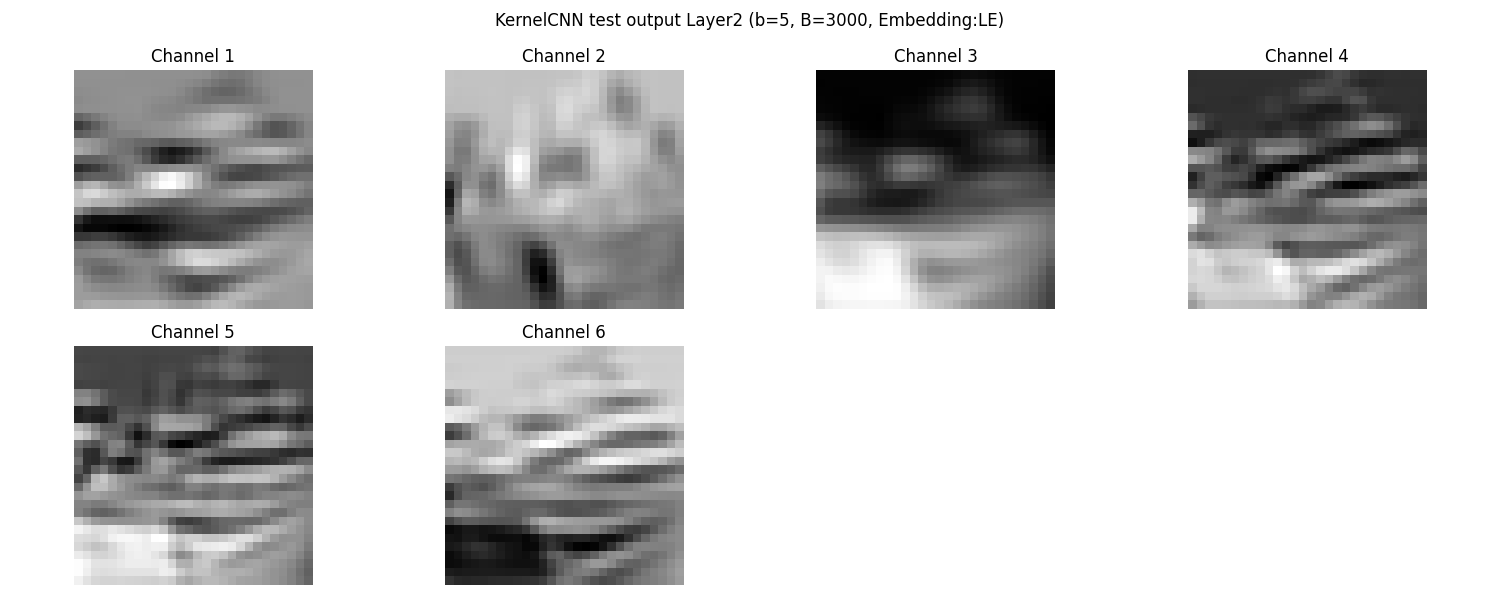 KernelCNN test output Layer2 (b=5, B=3000, Embedding:LE)
Channel 1
Channel 2
Channel 3
Channel 4
Channel 5
Channel 6